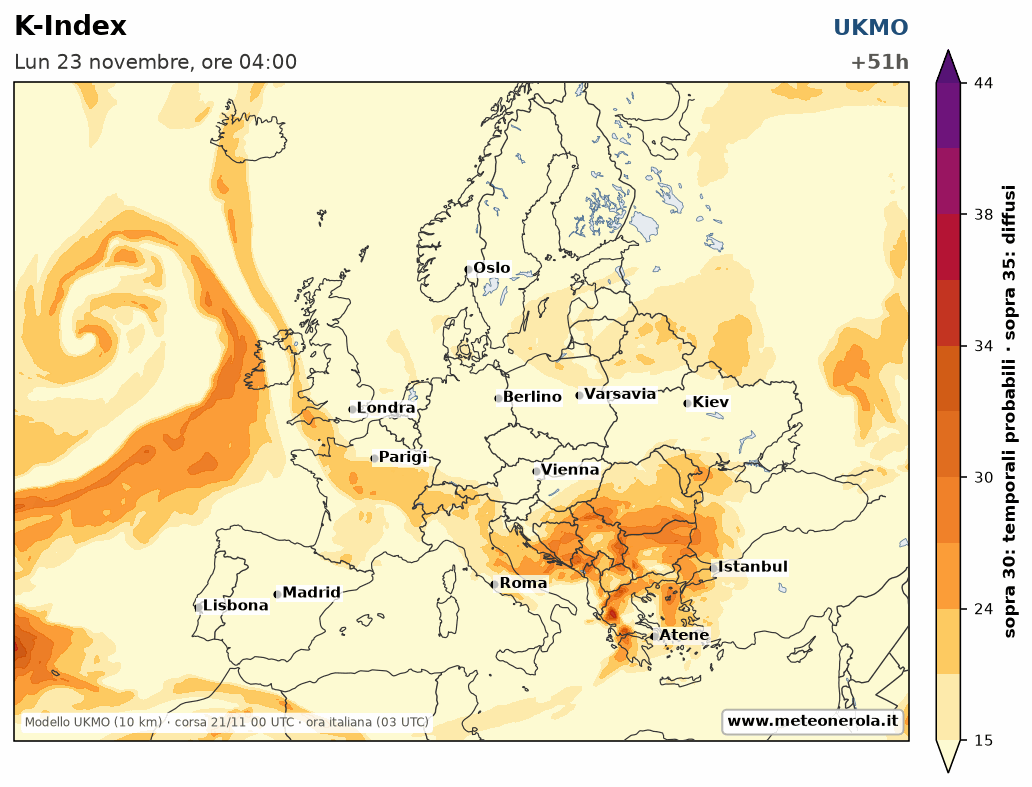 K-Index
UKMO
Lun 23 novembre, ore 04:00
+51h
44
38
34
30
24
15
sopra 30: temporali probabili · sopra 35: diffusi
Oslo
Berlino
Varsavia
Kiev
Londra
Parigi
Vienna
Istanbul
Roma
Madrid
Lisbona
Atene
Modello UKMO (10 km) · corsa 21/11 00 UTC · ora italiana (03 UTC)
www.meteonerola.it